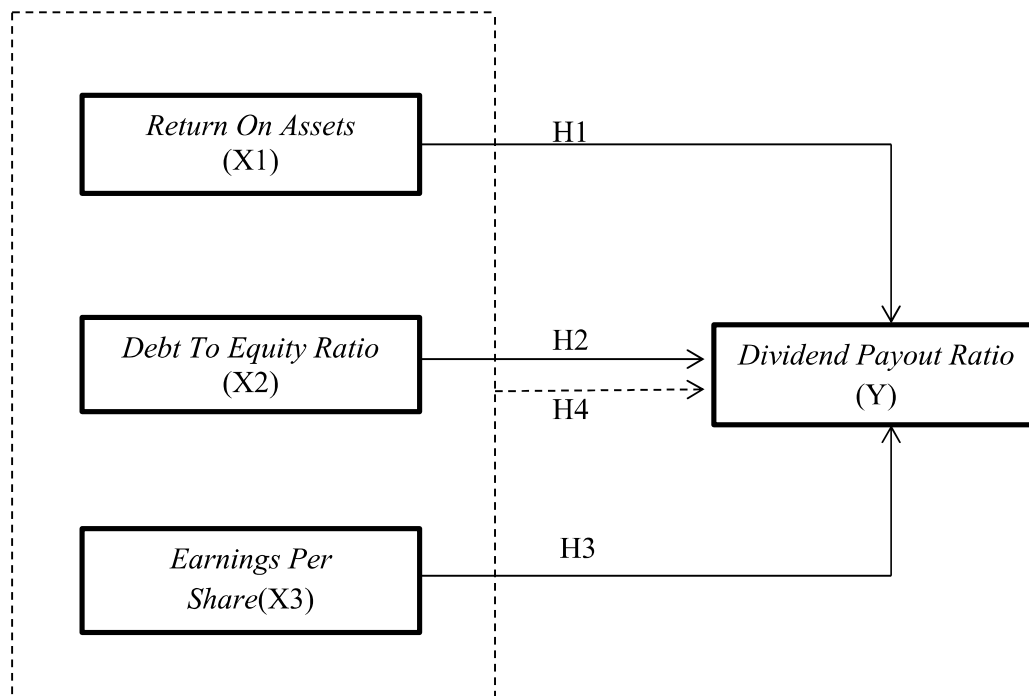 Return On Assets
(X1)
H1
Debt To Equity Ratio
(X2)
H2
H4
Dividend Payout Ratio
(Y)
Earnings Per
Share(X3)
H3